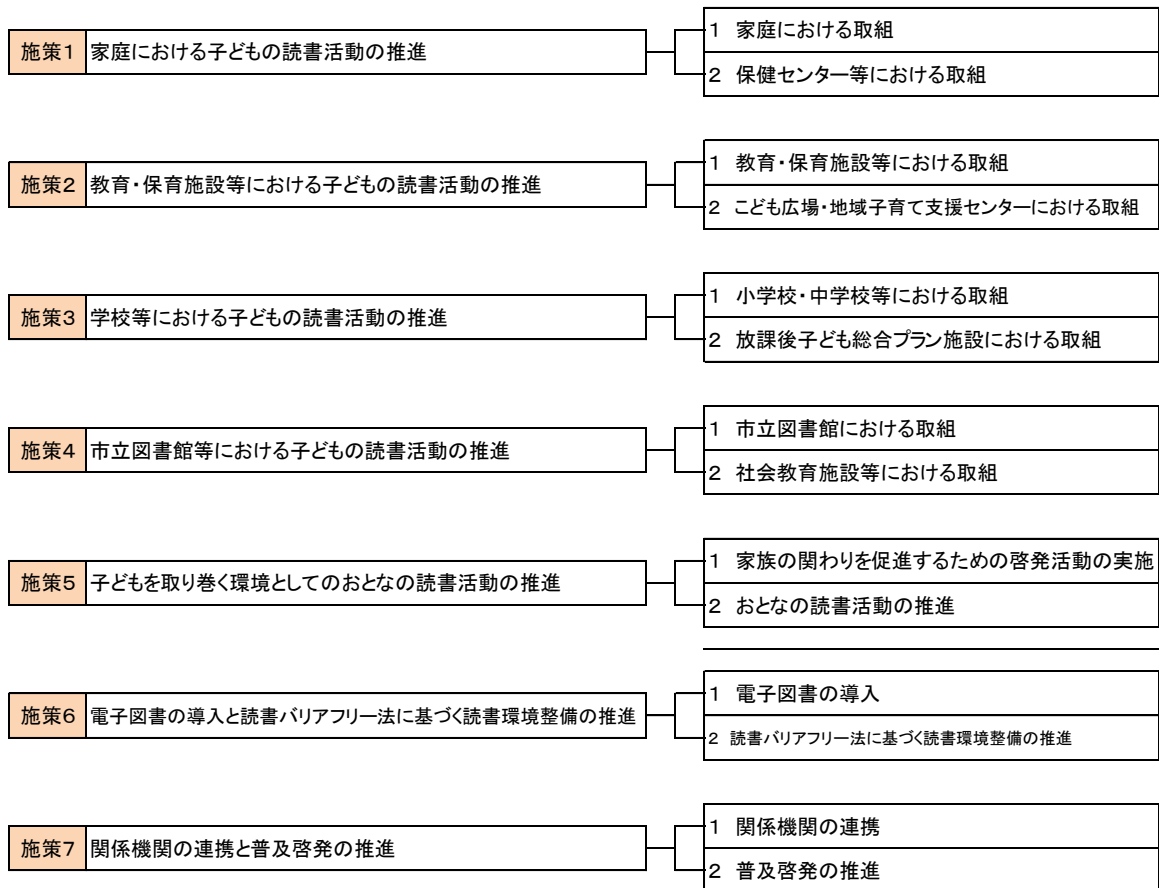 施策1 家庭における子どもの読書活動の推進
1 家庭における取組
2 保健センター等における取組
施策2 教育・保育施設等における子どもの読書活動の推進
1 教育・保育施設等における取組
2 こども広場・地域子育て支援センターにおける取組
施策3 学校等における子どもの読書活動の推進
1 小学校・中学校等における取組
2 放課後子ども総合プラン施設における取組
施策4 市立図書館等における子どもの読書活動の推進
1 市立図書館における取組
2 社会教育施設等における取組
施策5 子どもを取り巻く環境としてのおとなの読書活動の推進
1 家族の関わりを促進するための啓発活動の実施
2 おとなの読書活動の推進
施策6 電子図書の導入と読書バリアフリー法に基づく読書環境整備の推進
1 電子図書の導入
2 読書バリアフリー法に基づく読書環境整備の推進
施策7 関係機関の連携と普及啓発の推進
1 関係機関の連携
2 普及啓発の推進